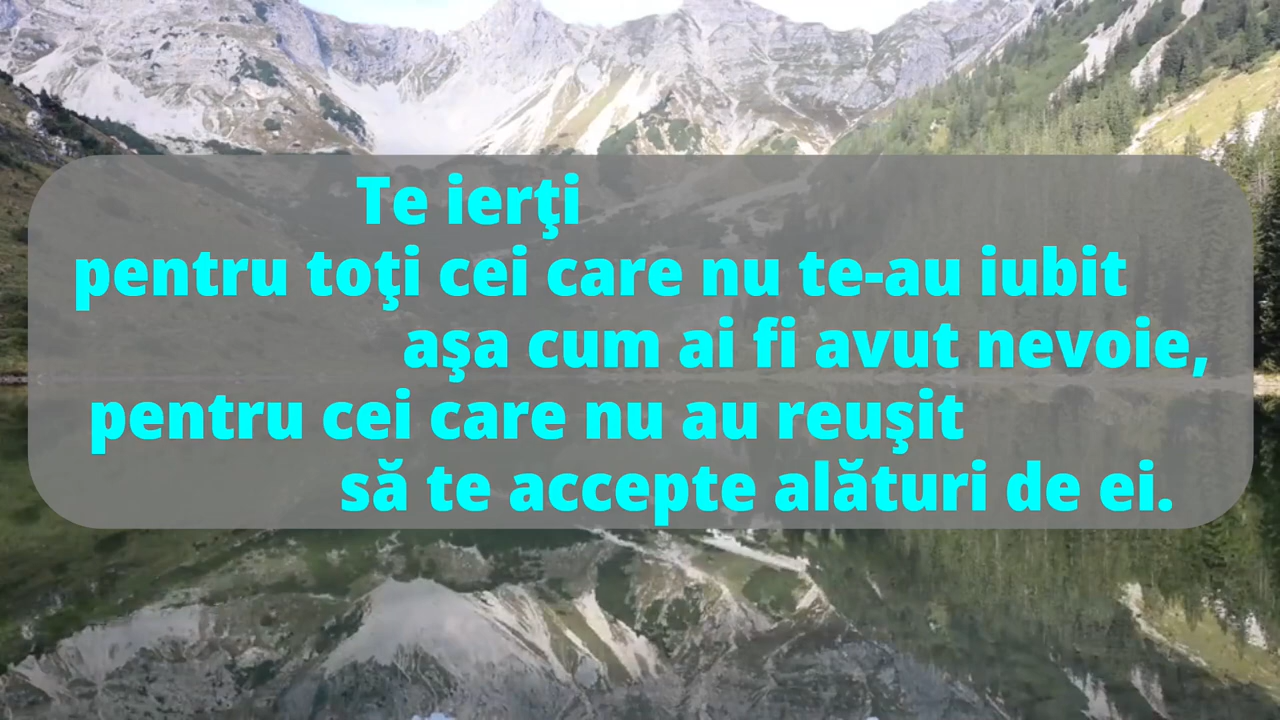 Te ierţi
pentru toţi cei care nu te-au iubit
aşa cum ai fi avut nevoie,
pentru cei care nu au reuşit
să te accepte alături de ei.